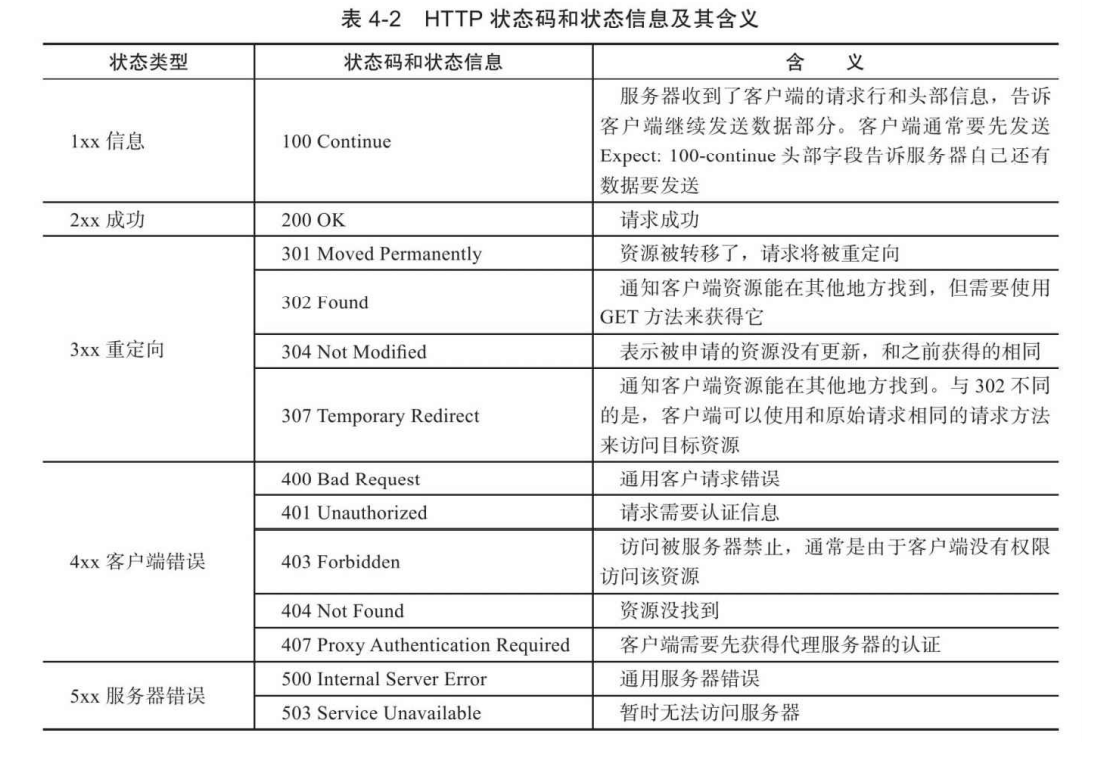 表 4-2 HTTP 状态码和状态信息及其含义
状态类型 状态码和状态信息 含 义
1xx 信息 100 Continue 服务器收到了客户端的请求行和头部信息，告诉
客户端继续发送数据部分。客户端通常要先发送
Expect: 100-continue 头部字段告诉服务器自己还有
数据要发送
2xx 成功 200 OK 请求成功
3xx 重定向 301 Moved Permanently 资源被转移了，请求将被重定向
302 Found 通知客户端资源能在其他地方找到，但需要使用
GET 方法来获得它
304 Not Modified 表示被申请的资源没有更新，和之前获得的相同
307 Temporary Redirect 通知客户端资源能在其他地方找到。与 302 不同
的是，客户端可以使用和原始请求相同的请求方法
来访问目标资源
4xx 客户端错误 400 Bad Request 通用客户请求错误
401 Unauthorized 请求需要认证信息
403 Forbidden 访问被服务器禁止，通常是由于客户端没有权限
访问该资源
404 Not Found 资源没找到
407 Proxy Authentication Required 客户端需要先获得代理服务器的认证
5xx 服务器错误 500 Internal Server Error 通用服务器错误
503 Service Unavailable 暂时无法访问服务器